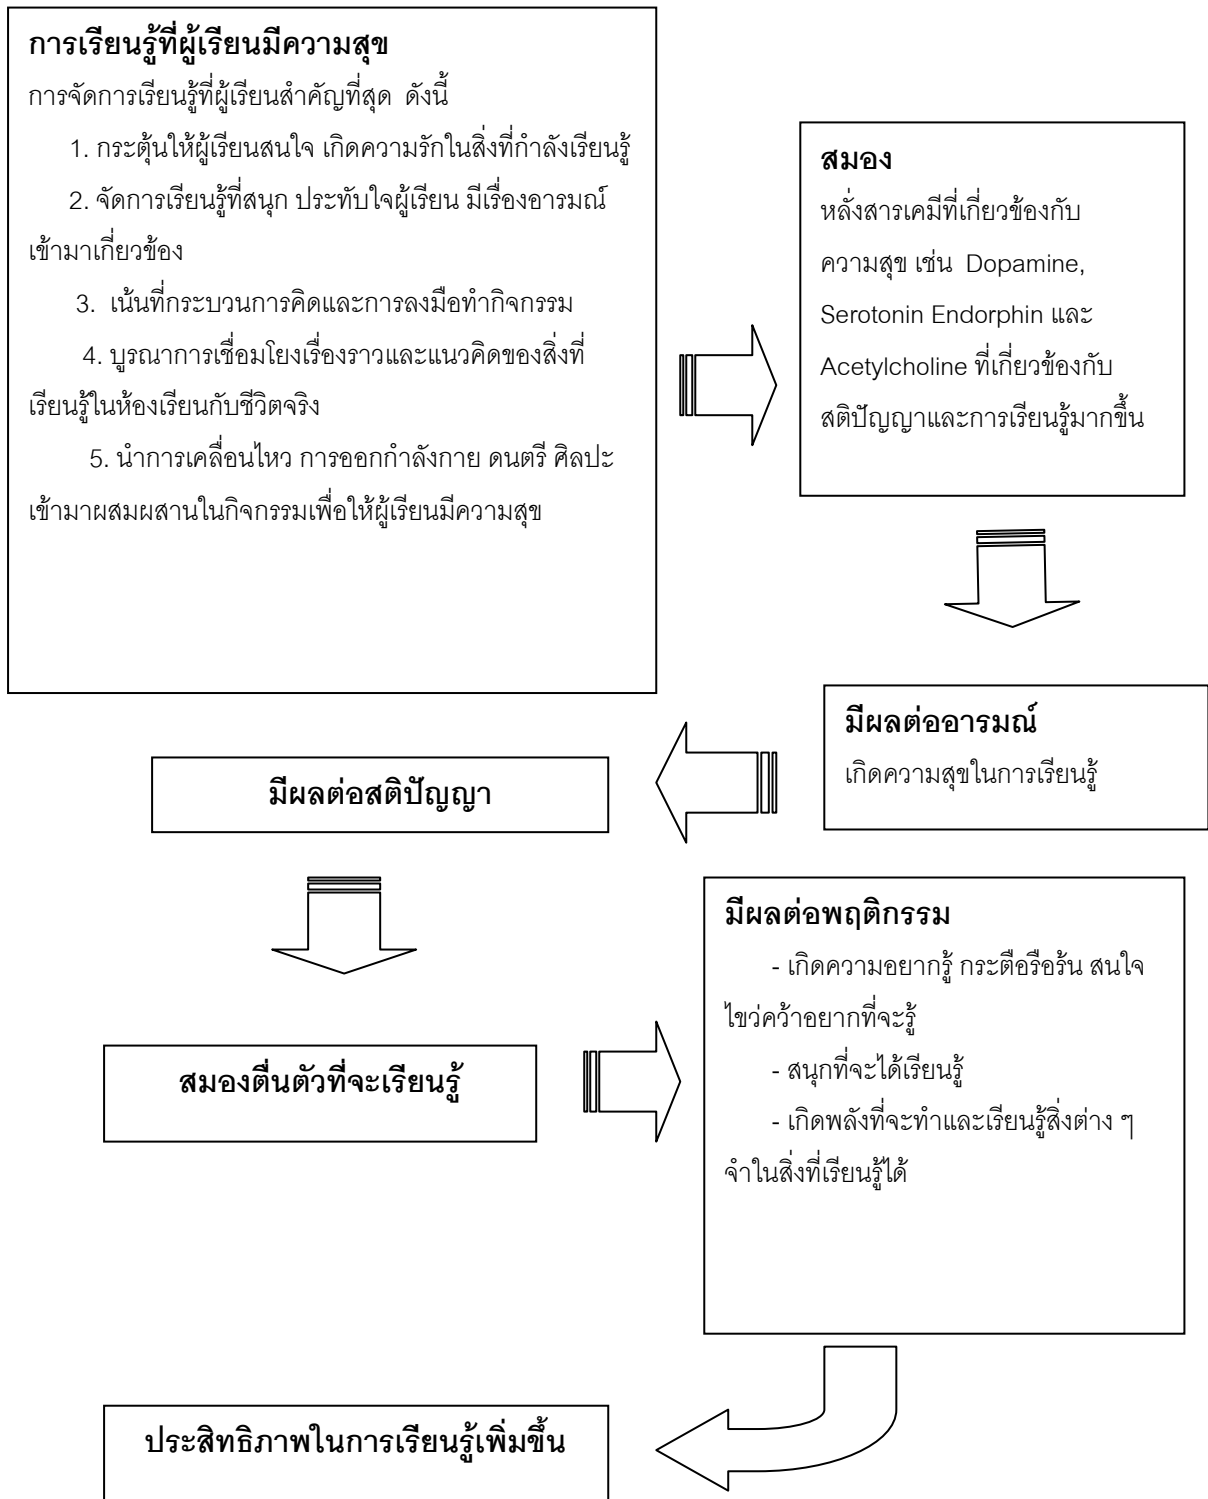 การเรียนรู้ที่ผู้เรียนมีความสุข
การจัดการเรียนรู้ที่ผู้เรียนสำคัญที่สุด ดังนี้
1. กระตุ้นให้ผู้เรียนสนใจ เกิดความรักในสิ่งที่กำลังเรียนรู้
2. จัดการเรียนรู้ที่สนุก ประทับใจผู้เรียน มีเรื่องอารมณ์
เข้ามาเกี่ยวข้อง
3. เน้นที่กระบวนการคิดและการลงมือทำกิจกรรม
4. บูรณาการเชื่อมโยงเรื่องราวและแนวคิดของสิ่งที่
เรียนรู้ในห้องเรียนกับชีวิตจริง
5. นำการเคลื่อนไหว การออกกำลังกาย ดนตรี ศิลปะ
เข้ามาผสมผสานในกิจกรรมเพื่อให้ผู้เรียนมีความสุข
สมอง
หลั่งสารเคมีที่เกี่ยวข้องกับ
ความสุข เช่น Dopamine,
Serotonin Endorphin และ
Acetylcholine ที่เกี่ยวข้องกับ
สติปัญญาและการเรียนรู้มากขึ้น
มีผลต่ออารมณ์
เกิดความสุขในการเรียนรู้
มีผลต่อสติปัญญา
สมองตื่นตัวที่จะเรียนรู้
มีผลต่อพฤติกรรม
- เกิดความอยากรู้ กระตือรือร้น สนใจ
ไขว่คว้าอยากที่จะรู้
- สนุกที่จะได้เรียนรู้
- เกิดพลังที่จะทำและเรียนรู้สิ่งต่าง ๆ
จำในสิ่งที่เรียนรู้ได้
ประสิทธิภาพในการเรียนรู้เพิ่มขึ้น